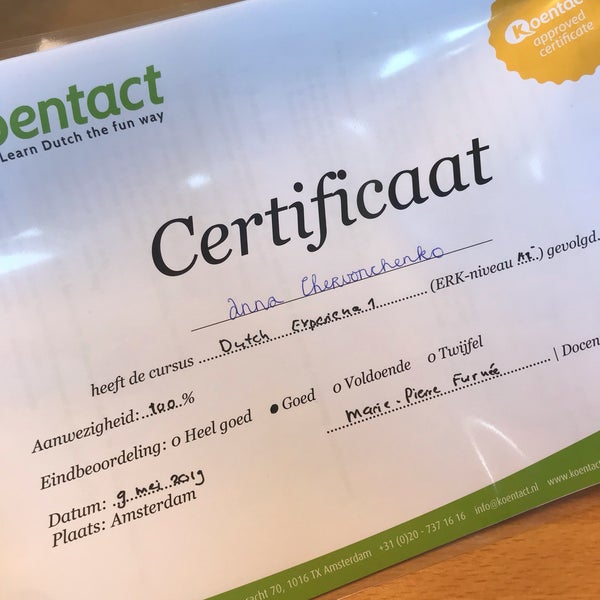 oentact
Learn Dutch the fun way
Koentac
approved
certificate
Certificaat
Anna Chervonchenko
heeft de cursus Dutch Experience 1 (ERK-niveau A1-) gevolgd.
Aanwezigheid: 100 %
Eindbeoordeling: o Heel goed ● Goed o Voldoende o Twijfel
Marie-Pierre Furnée | Docen
Datum: 9 mei 2019
Plaats: Amsterdam
acht 70, 1016 TX Amsterdam +31 (0)20 - 737 16 16 info@koentact.nl www.koentact